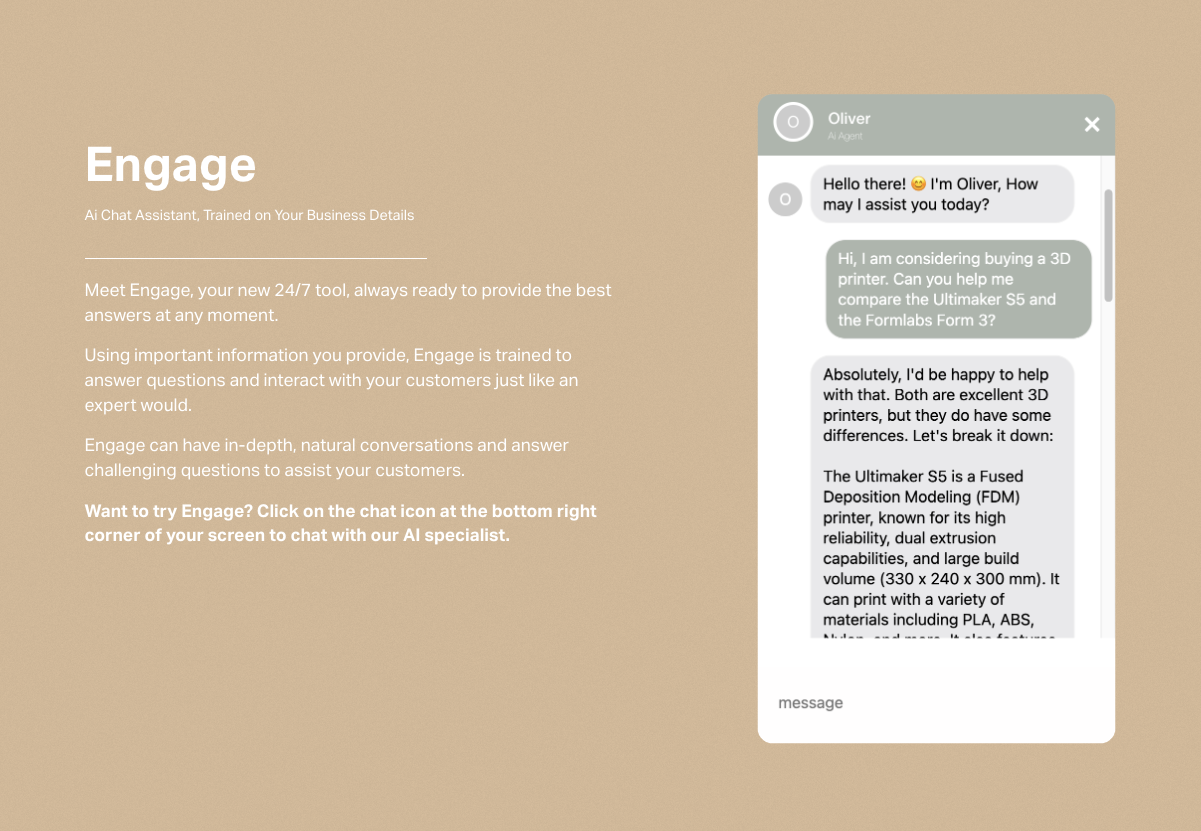 Engage
Ai Chat Assistant, Trained on Your Business Details
Meet Engage, your new 24/7 tool, always ready to provide the best
answers at any moment.
Using important information you provide, Engage is trained to
answer questions and interact with your customers just like an
expert would.
Engage can have in-depth, natural conversations and answer
challenging questions to assist your customers.
Want to try Engage? Click on the chat icon at the bottom right
corner of your screen to chat with our AI specialist.
O
Oliver
Ai Agent
O
Hello there! 😊 I'm Oliver, How
may I assist you today?
Hi, I am considering buying a 3D
printer. Can you help me
compare the Ultimaker S5 and
the Formlabs Form 3?
Absolutely, I'd be happy to help
with that. Both are excellent 3D
printers, but they do have some
differences. Let's break it down:
The Ultimaker S5 is a Fused
Deposition Modeling (FDM)
printer, known for its high
reliability, dual extrusion
capabilities, and large build
volume (330 x 240 x 300 mm). It
can print with a variety of
materials including PLA, ABS,
Nylon, and more. It also features
message